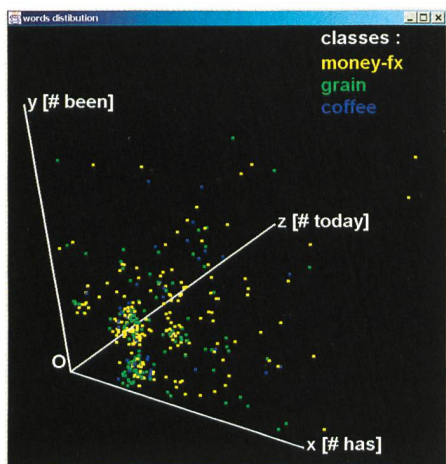 words distibution
classes :
money-fx
grain
coffee
y [# been]
z [# today]
O
x [# has]